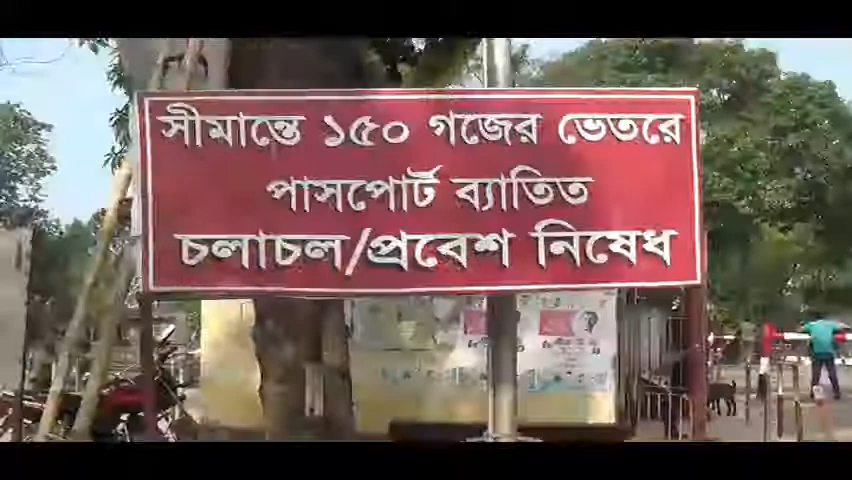 সীমান্তে ১৫০ গজের ভেতরে
পাসপোর্ট ব্যাতিত
চলাচল/প্রবেশ নিষেধ